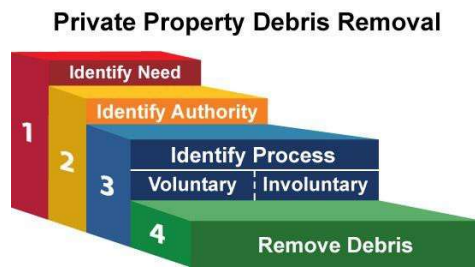 Private Property Debris Removal
1 Identify Need
2 Identify Authority
3 Identify Process
Voluntary Involuntary
4 Remove Debris